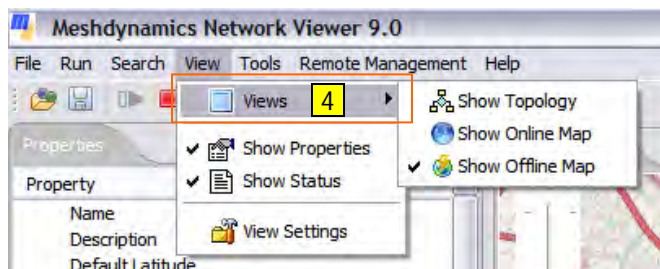 Meshdynamics Network Viewer 9.0
File Run Search View Tools Remote Management Help
Views 4
Show Topology
Show Online Map
Show Offline Map
Properties
Show Properties
Show Status
View Settings
Property
Name
Description
Default Latitude